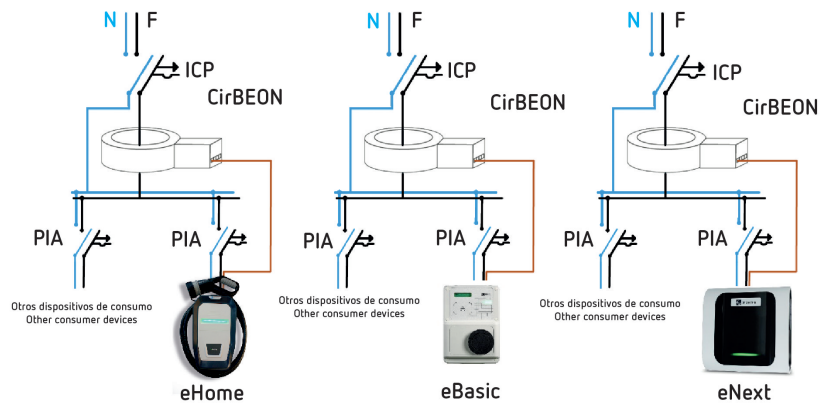 N F
ICP
CirBEON
PIA
PIA
Otros dispositivos de consumo
Other consumer devices
eHome
N F
ICP
CirBEON
PIA
PIA
Otros dispositivos de consumo
Other consumer devices
eBasic
N F
ICP
CirBEON
PIA
PIA
Otros dispositivos de consumo
Other consumer devices
eNext